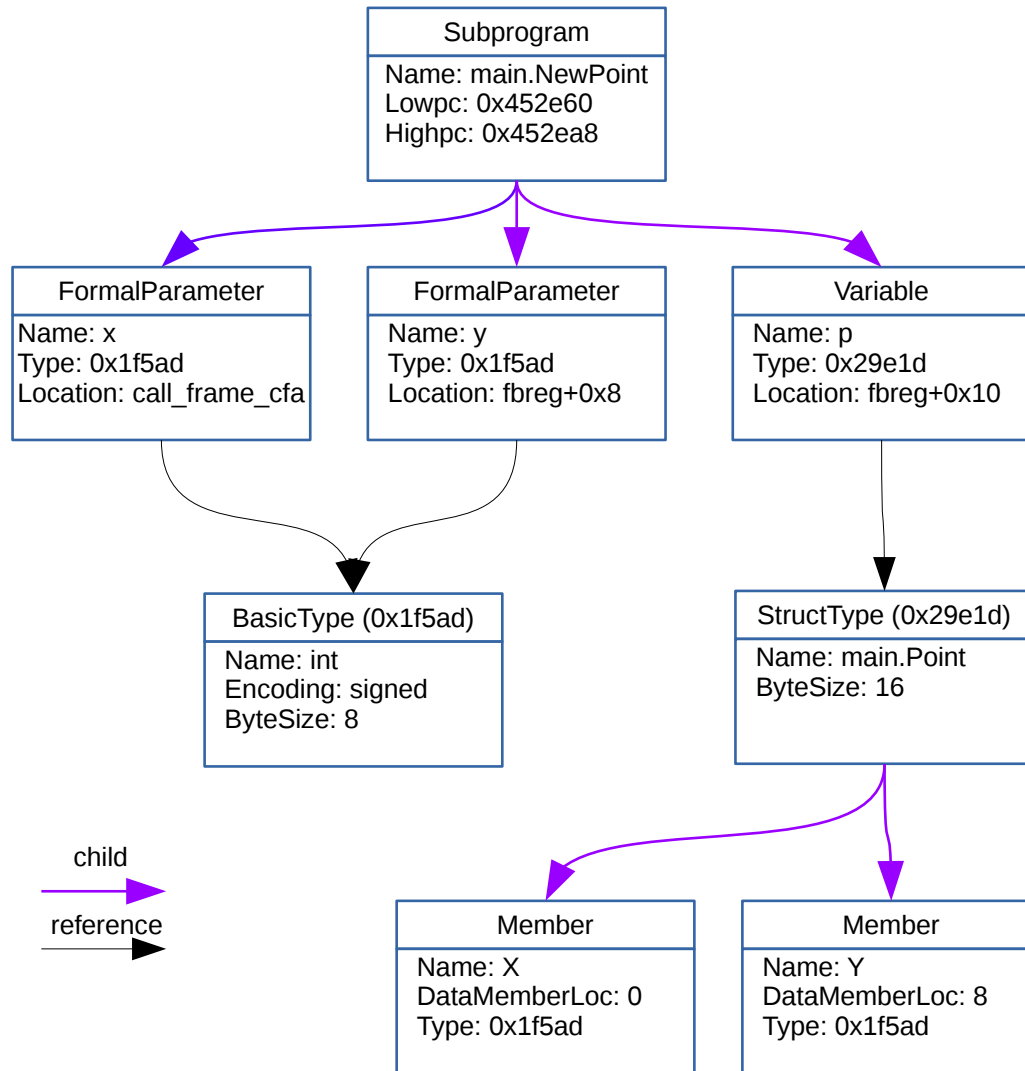 Subprogram
Name: main.NewPoint
Lowpc: 0x452e60
Highpc: 0x452ea8
FormalParameter
Name: x
Type: 0x1f5ad
Location: call_frame_cfa
FormalParameter
Name: y
Type: 0x1f5ad
Location: fbreg+0x8
Variable
Name: p
Type: 0x29e1d
Location: fbreg+0x10
BasicType (0x1f5ad)
Name: int
Encoding: signed
ByteSize: 8
StructType (0x29e1d)
Name: main.Point
ByteSize: 16
child
reference
Member
Name: X
DataMemberLoc: 0
Type: 0x1f5ad
Member
Name: Y
DataMemberLoc: 8
Type: 0x1f5ad